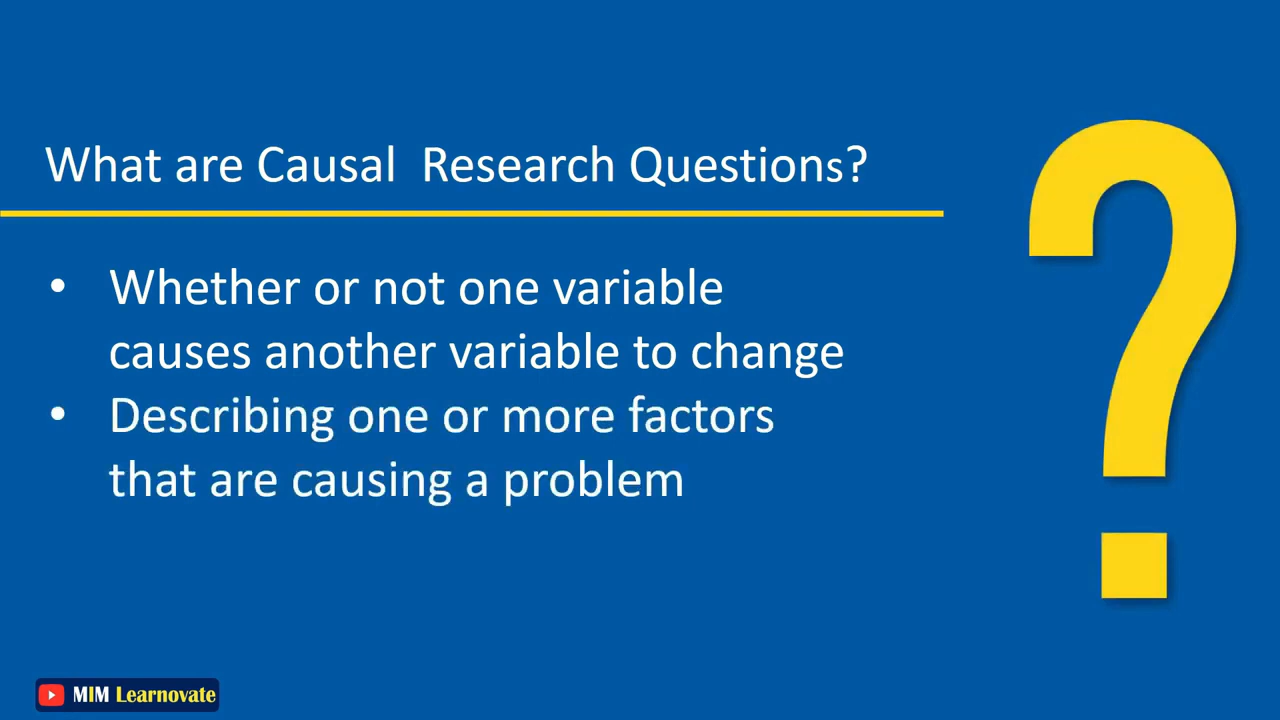 What are Causal  Research Questions?
• Whether or not one variable
causes another variable to change
• Describing one or more factors
that are causing a problem
?
MIM Learnovate